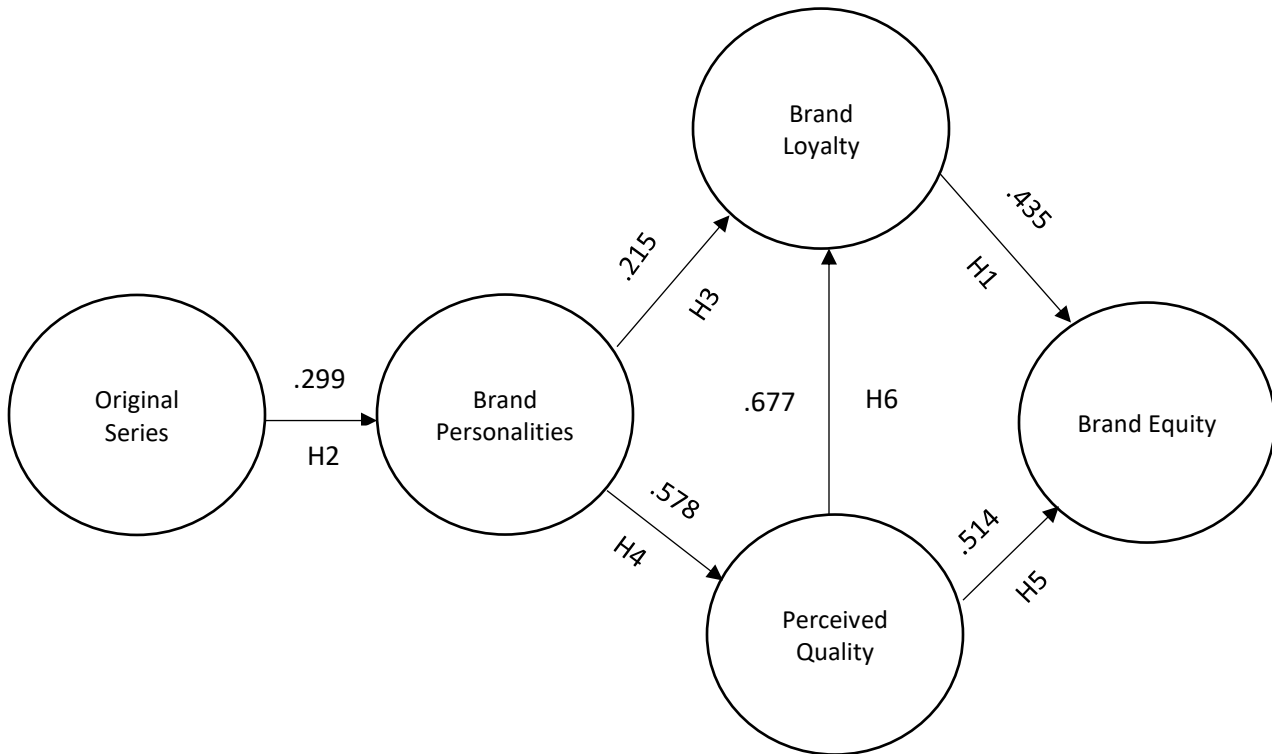 Brand
Loyalty
.435
H1
.215
H3
Original
Series
.299
H2
Brand
Personalities
.677
H6
Brand Equity
.578
H4
.514
H5
Perceived
Quality